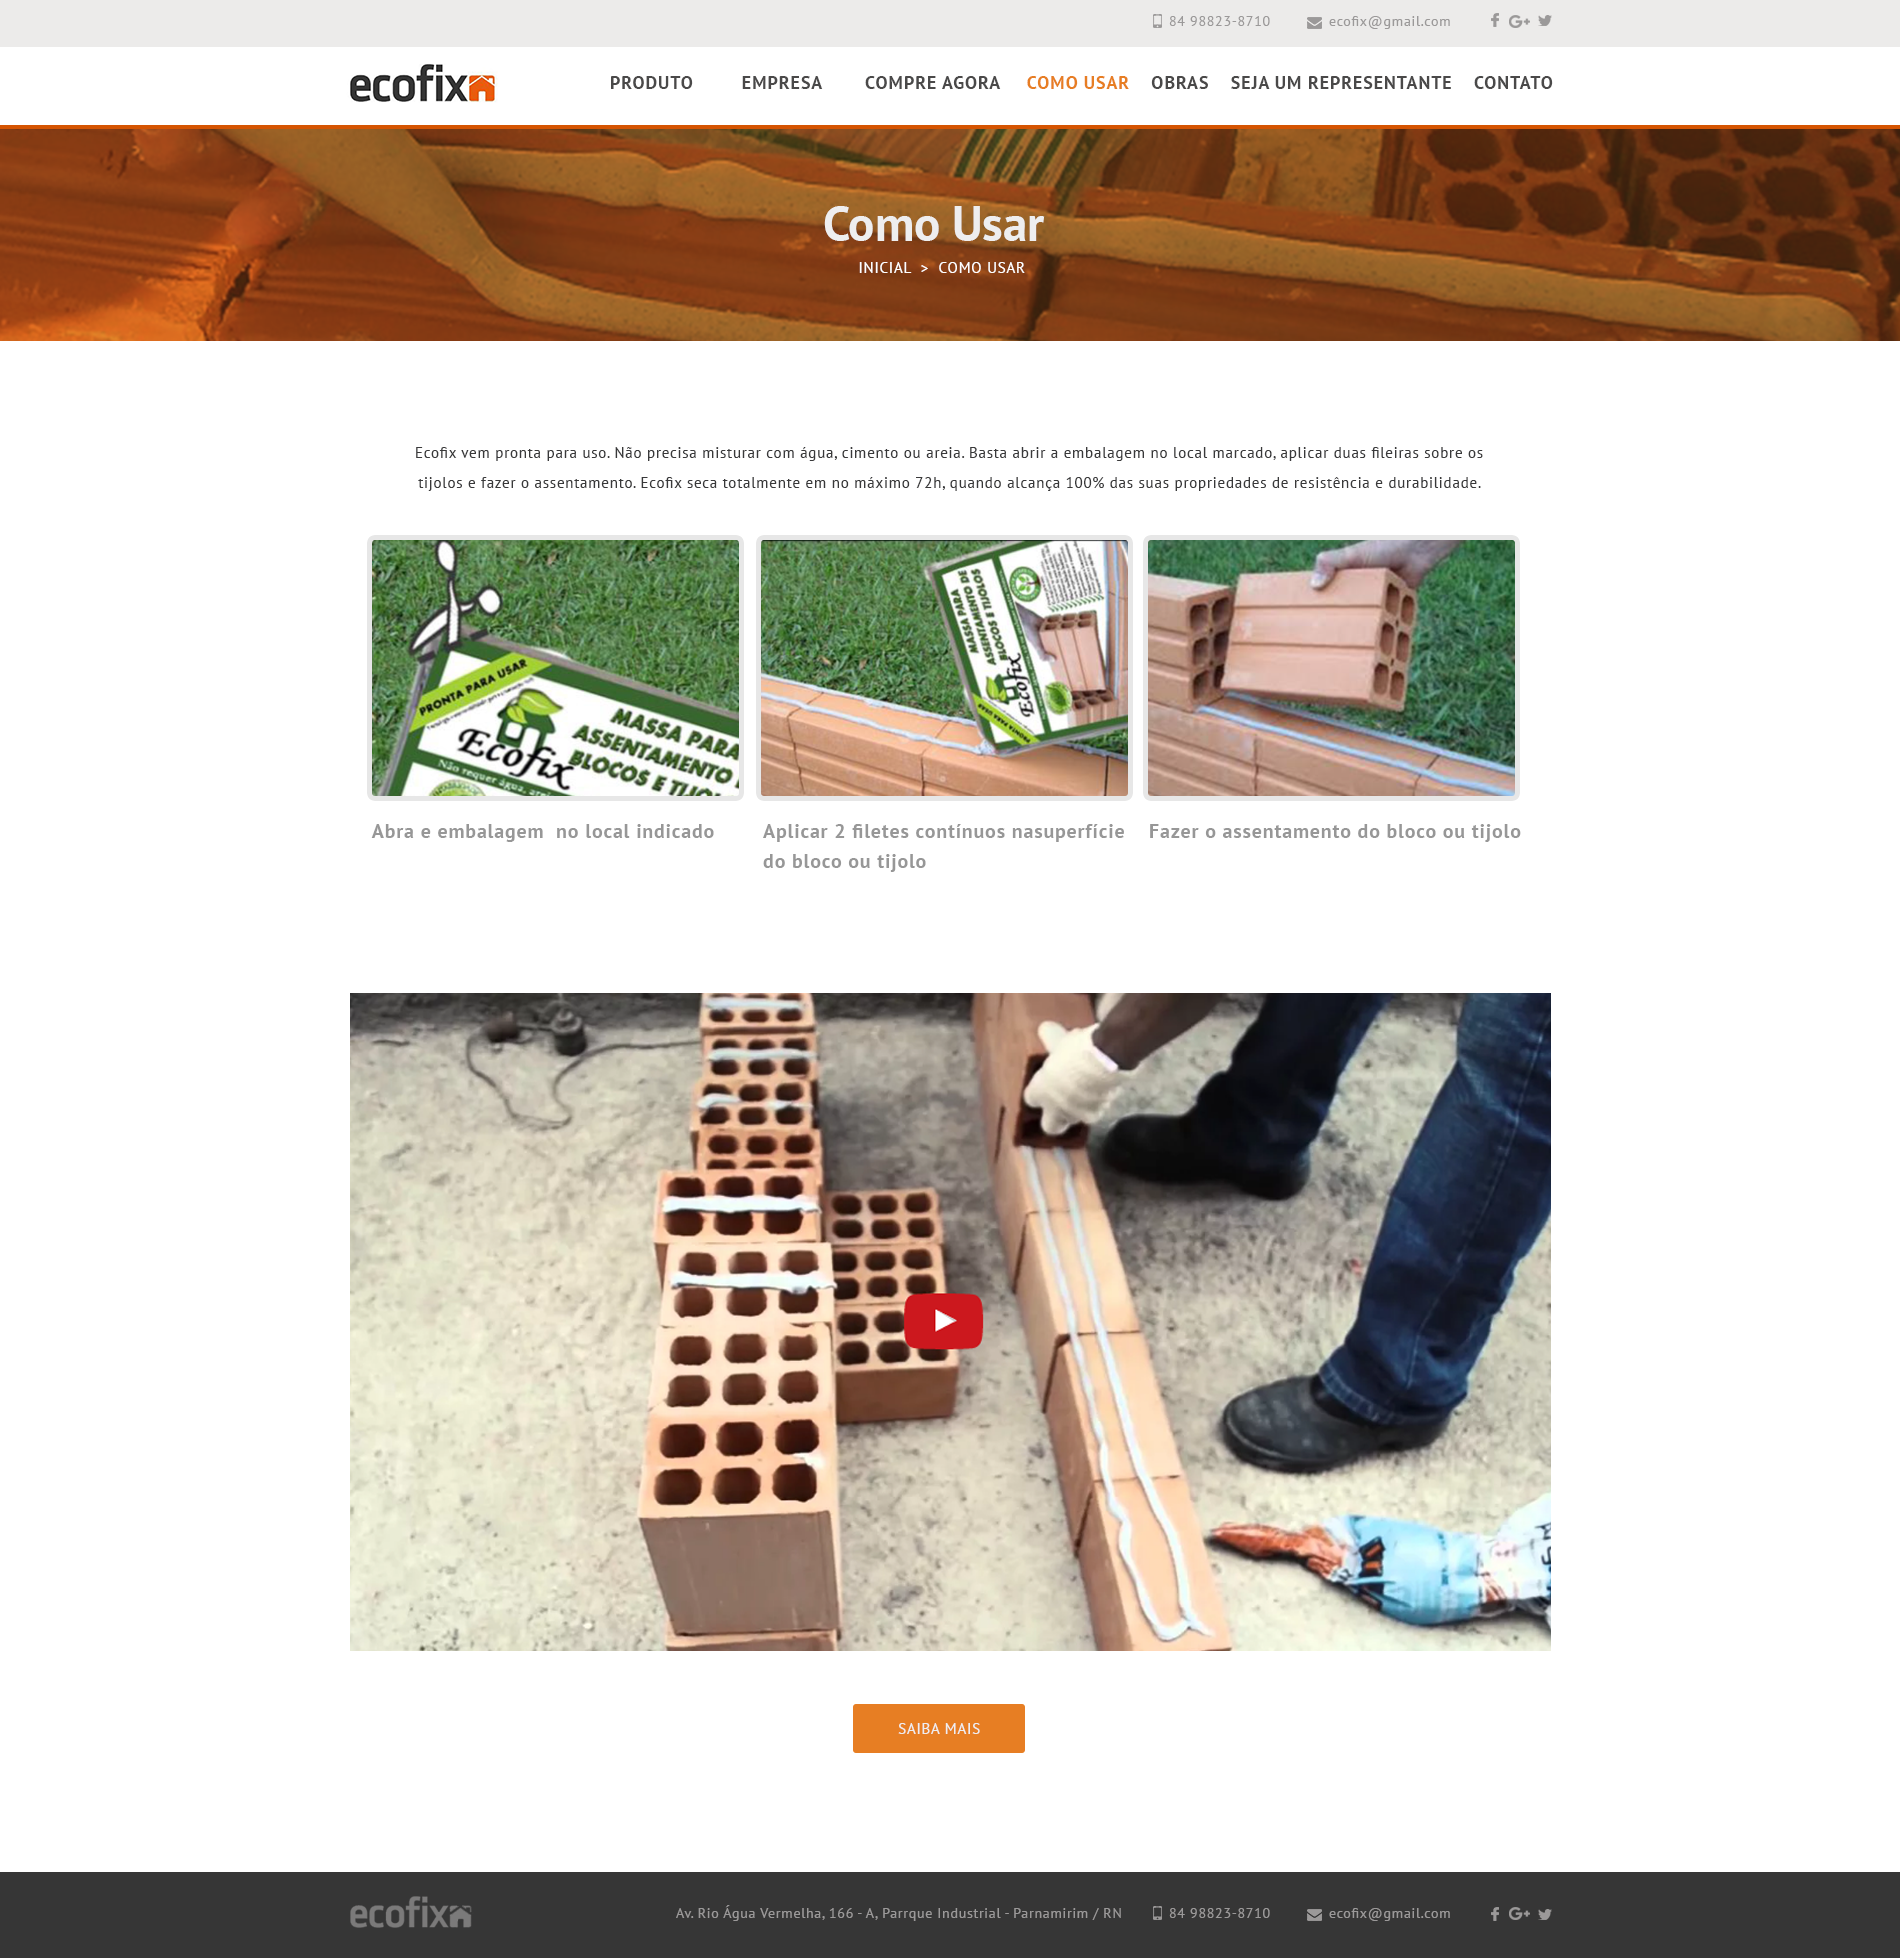 84 98823-8710 ecofix@gmail.com
ecofix
PRODUTO EMPRESA COMPRE AGORA COMO USAR OBRAS SEJA UM REPRESENTANTE CONTATO
Como Usar
INICIAL > COMO USAR
Ecofix vem pronta para uso. Não precisa misturar com água, cimento ou areia. Basta abrir a embalagem no local marcado, aplicar duas fileiras sobre os
tijolos e fazer o assentamento. Ecofix seca totalmente em no máximo 72h, quando alcança 100% das suas propriedades de resistência e durabilidade.
PRONTA PARA USAR
MASSA PARA
ASSENTAMENTO
BLOCOS E TIJOL
Ecofix
Não requer água, arei
MASSA PARA
ASSENTAMENTO DE
BLOCOS E TIJOLOS
Ecofix
PRONTA PARA USAR
Abra e embalagem no local indicado
Aplicar 2 filetes contínuos nasuperfície
do bloco ou tijolo
Fazer o assentamento do bloco ou tijolo
SAIBA MAIS
ecofix
Av. Rio Água Vermelha, 166 - A, Parrque Industrial - Parnamirim / RN 84 98823-8710 ecofix@gmail.com